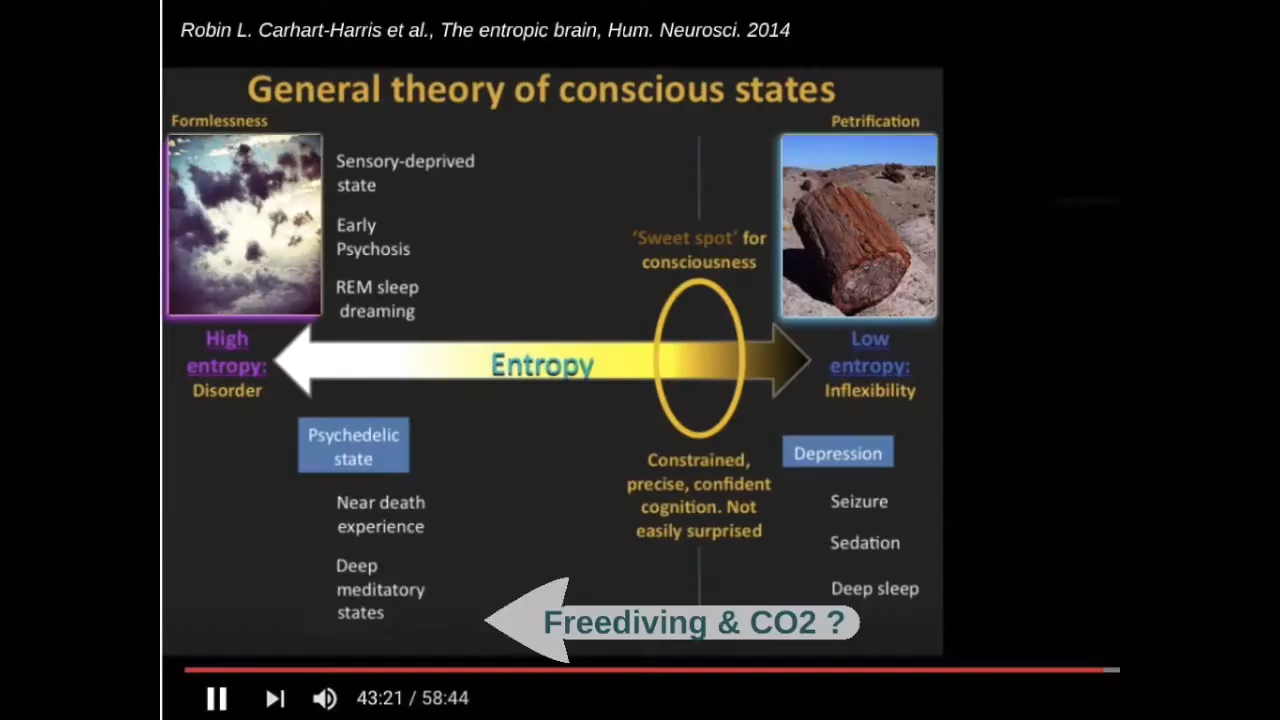 Robin L. Carhart-Harris et al., The entropic brain, Hum. Neurosci. 2014
General theory of conscious states
Formlessness
Petrification
Sensory-deprived
state
Early
Psychosis
REM sleep
dreaming
‘Sweet spot’ for
consciousness
High
entropy:
Disorder
Entropy
Low
entropy:
Inflexibility
Psychedelic
state
Near death
experience
Deep
meditatory
states
Constrained,
precise, confident
cognition. Not
easily surprised
Depression
Seizure
Sedation
Deep sleep
Freediving & CO2 ?
43:21 / 58:44